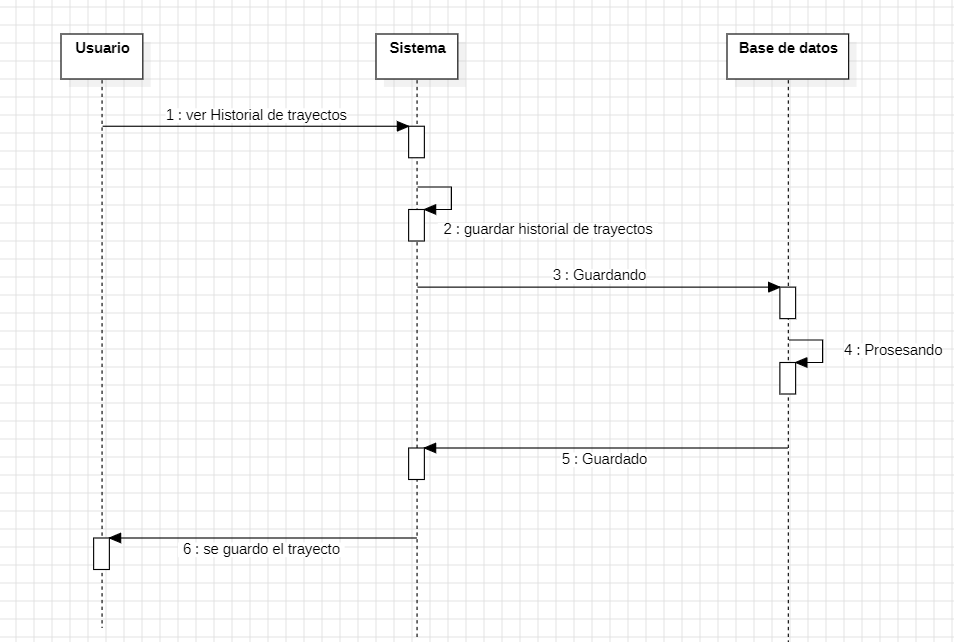 Usuario
Sistema
Base de datos
1 : ver Historial de trayectos
2 : guardar historial de trayectos
3 : Guardando
4 : Prosesando
5 : Guardado
6 : se guardo el trayecto